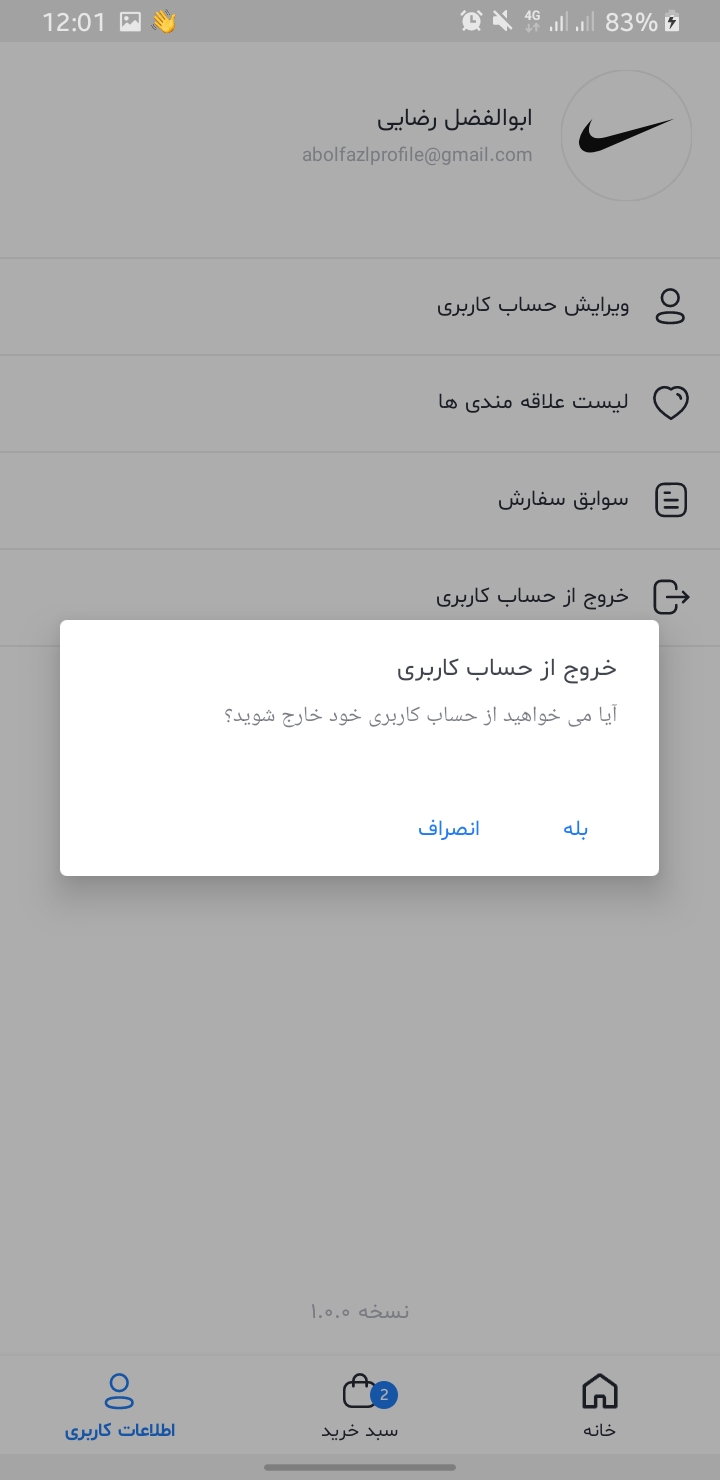 12:01 4G 83%
ابوالفضل رضایی
abolfazlprofile@gmail.com
ویرایش حساب کاربری
لیست علاقه مندی ها
سوابق سفارش
خروج از حساب کاربری
خروج از حساب کاربری
آیا می خواهید از حساب کاربری خود خارج شوید؟
بله
انصراف
نسخه ۱.۰.۰
خانه
2
سبد خرید
اطلاعات کاربری